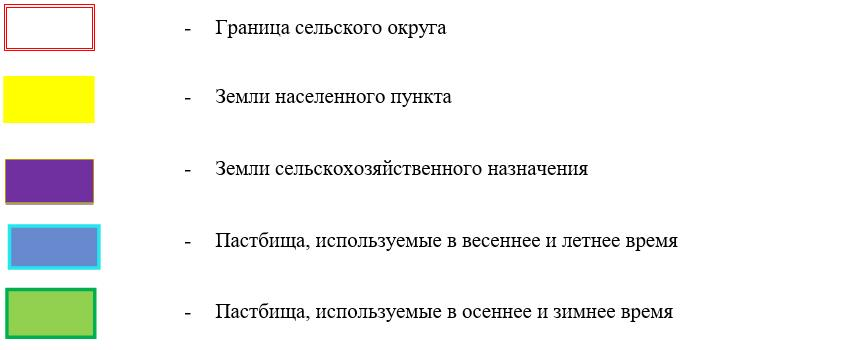 - Граница сельского округа
- Земли населенного пункта
- Земли сельскохозяйственного назначения
- Пастбища, используемые в весеннее и летнее время
- Пастбища, используемые в осеннее и зимнее время